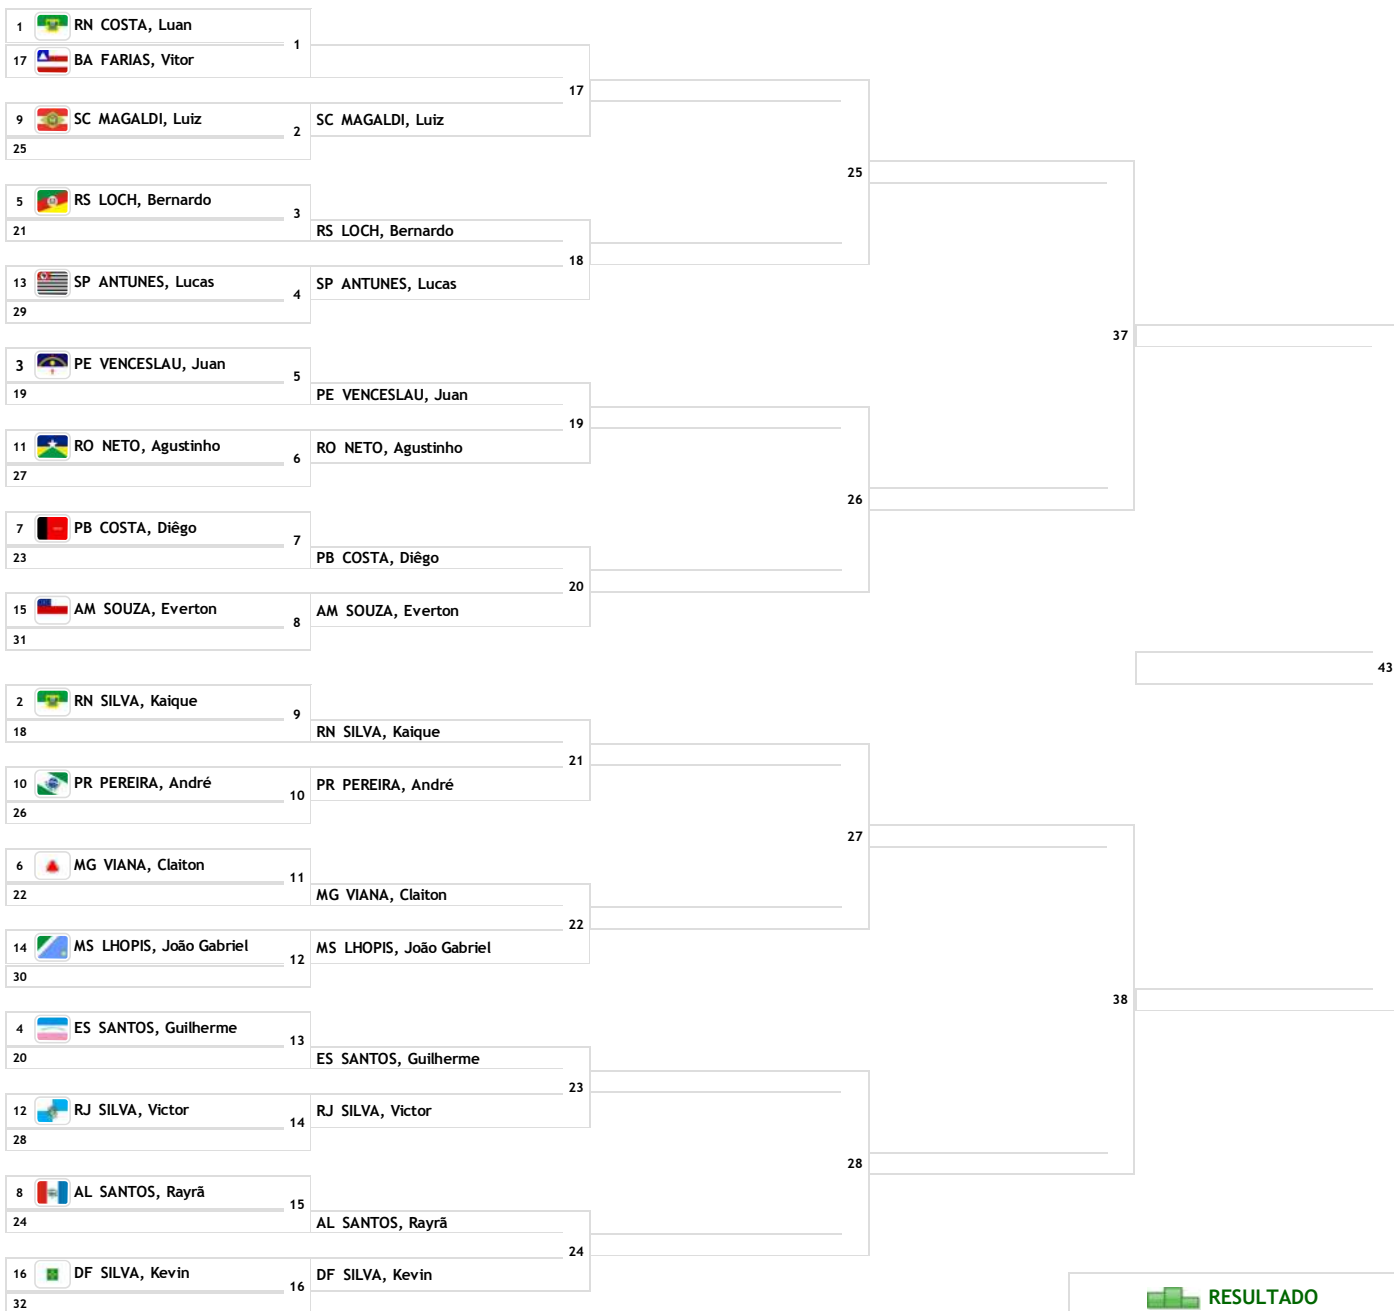 1 RN COSTA, Luan
1
17 BA FARIAS, Vitor
17
9 SC MAGALDI, Luiz
2 SC MAGALDI, Luiz
25
25
5 RS LOCH, Bernardo
3
21 RS LOCH, Bernardo
18
13 SP ANTUNES, Lucas
4 SP ANTUNES, Lucas
29
37
3 PE VENCESLAU, Juan
5
19 PE VENCESLAU, Juan
19
11 RO NETO, Agustinho
6 RO NETO, Agustinho
27
26
7 PB COSTA, Diêgo
7
23 PB COSTA, Diêgo
20
15 AM SOUZA, Everton
8 AM SOUZA, Everton
31
43
2 RN SILVA, Kaique
9
18 RN SILVA, Kaique
21
10 PR PEREIRA, André
10 PR PEREIRA, André
26
27
6 MG VIANA, Claiton
11
22 MG VIANA, Claiton
22
14 MS LHOPIS, João Gabriel
12 MS LHOPIS, João Gabriel
30
38
4 ES SANTOS, Guilherme
13
20 ES SANTOS, Guilherme
23
12 RJ SILVA, Victor
14 RJ SILVA, Victor
28
28
8 AL SANTOS, Rayrã
15
24 AL SANTOS, Rayrã
24
16 DF SILVA, Kevin
16 DF SILVA, Kevin
32
RESULTADO